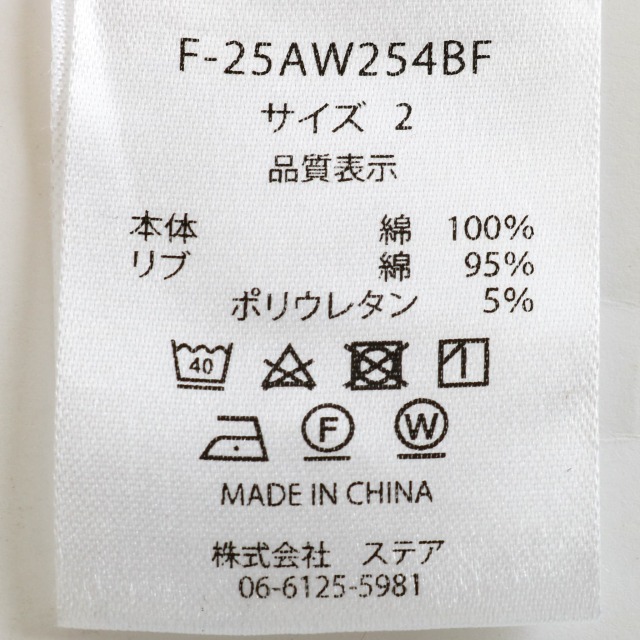 F-25AW254BF
サイズ 2
品質表示
本体 綿 100%
リブ 綿 95%
ポリウレタン 5%
40
F W
MADE IN CHINA
株式会社 ステア
06-6125-5981